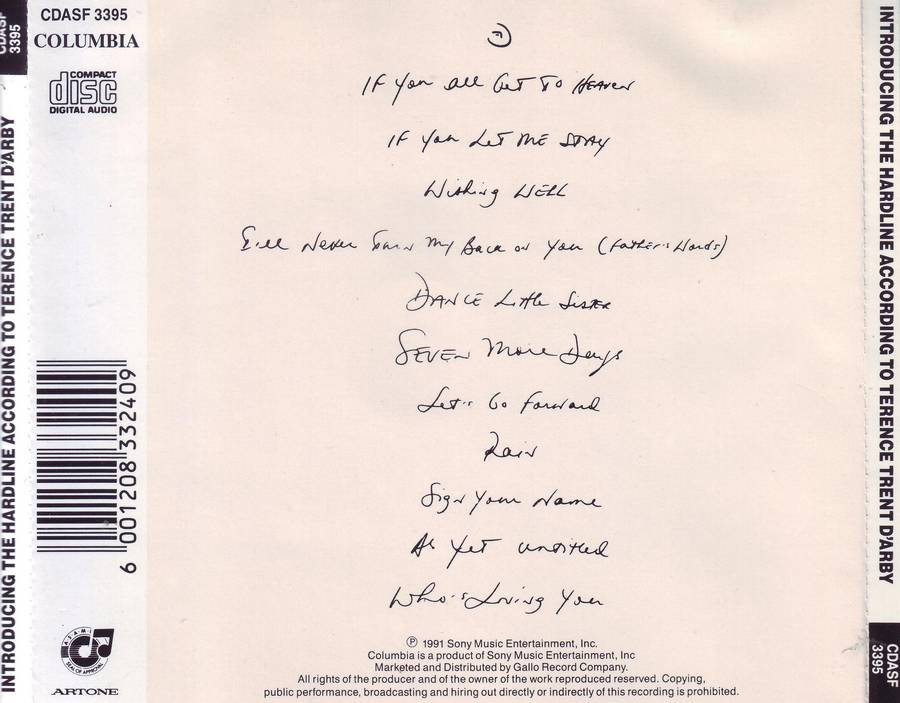 CDASF 3395
COLUMBIA
COMPACT
disc
DIGITAL AUDIO
INTRODUCING THE HARDLINE ACCORDING TO TERENCE TRENT D'ARBY
CDASF
3395
6 001208 332409
A.S.A.M.I.
SEAL OF APPROVAL
ARTONE
If You All Get To Heaven
If You Let Me Stay
Wishing Well
I'll Never Turn My Back on You (Father's Words)
Dance Little Sister
Seven More Days
Let's Go Forward
Rain
Sign Your Name
As Yet Untitled
Who's Loving You
℗ 1991 Sony Music Entertainment, Inc.
Columbia is a product of Sony Music Entertainment, Inc
Marketed and Distributed by Gallo Record Company.
All rights of the producer and of the owner of the work reproduced reserved. Copying,
public performance, broadcasting and hiring out directly or indirectly of this recording is prohibited.
INTRODUCING THE HARDLINE ACCORDING TO TERENCE TRENT D'ARBY
CDASF
3395